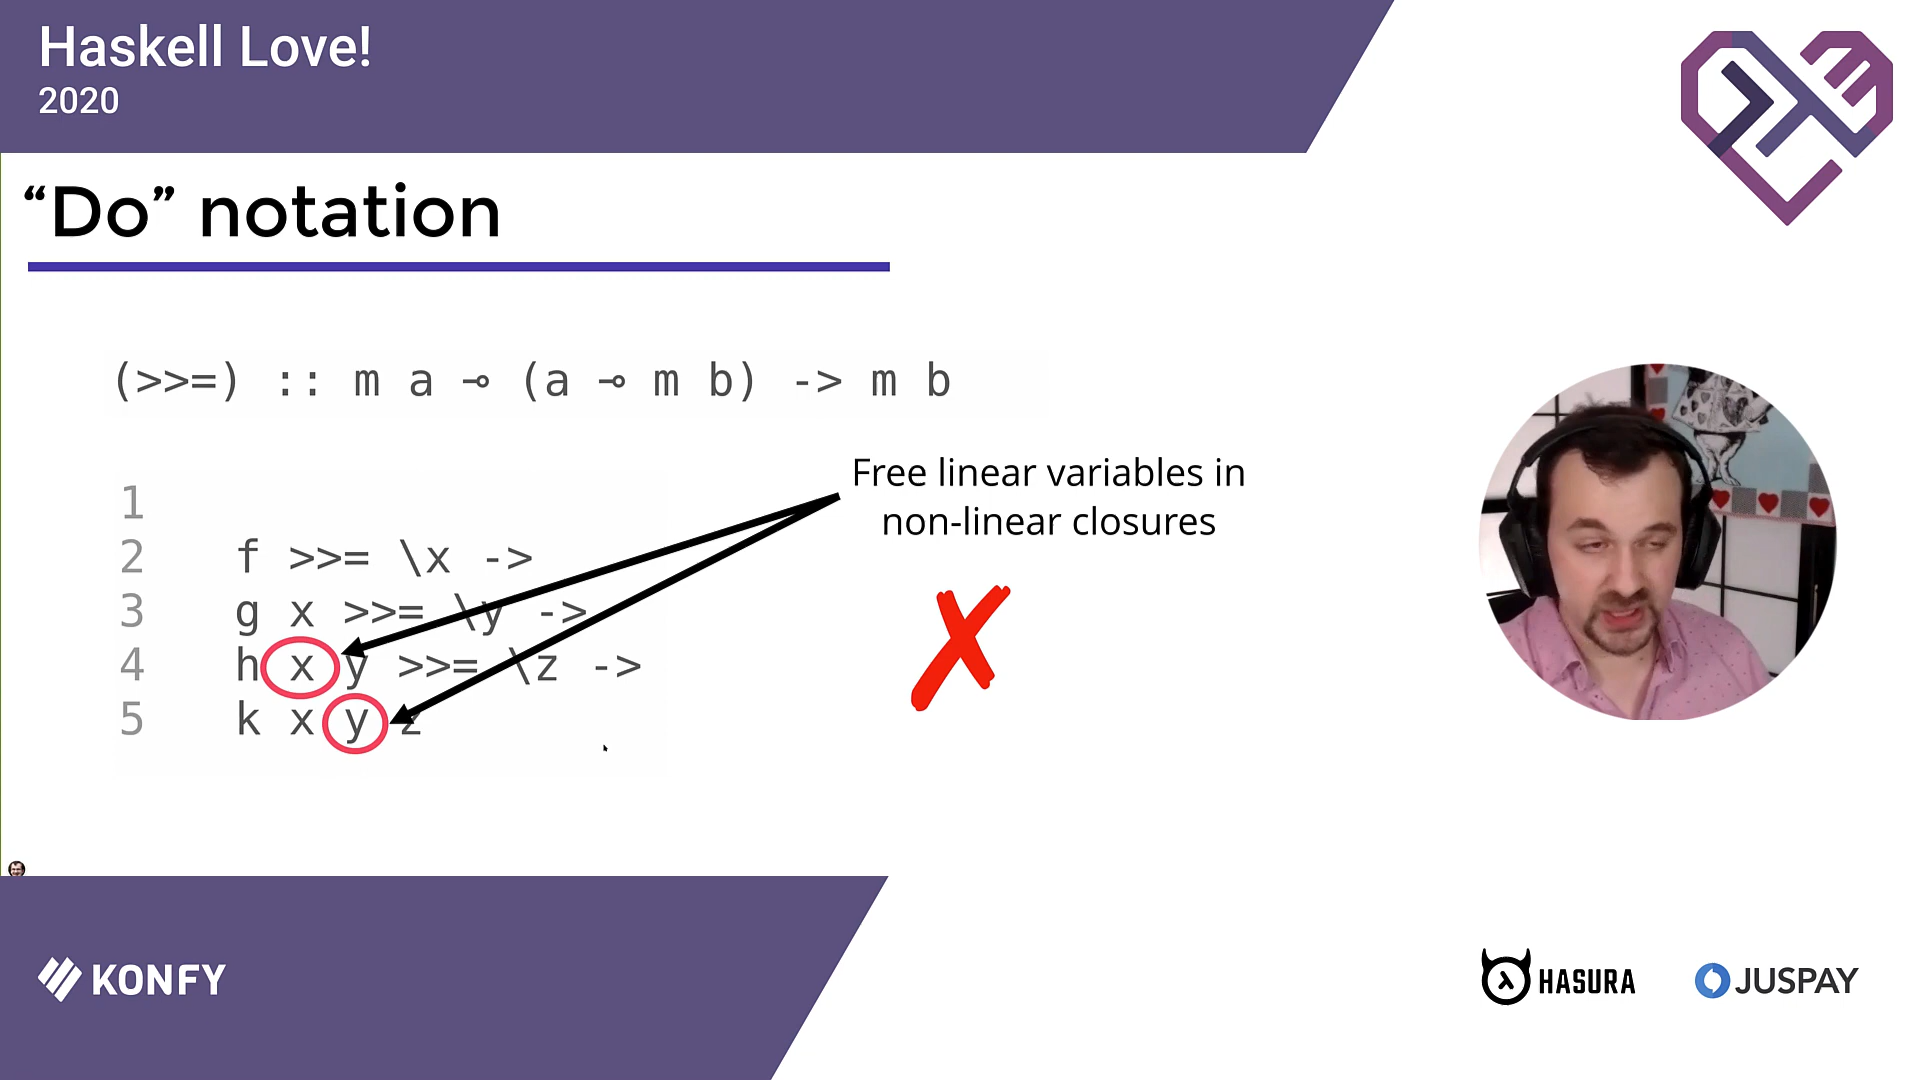 Haskell Love!
2020
“Do” notation
(>>=) :: m a ⊸ (a ⊸ m b) -> m b
Free linear variables in
non-linear closures
1
2 f >>= \x ->
3 g x >>= \y ->
4 h x y >>= \z ->
5 k x y z
KONFY
HASURA
JUSPAY